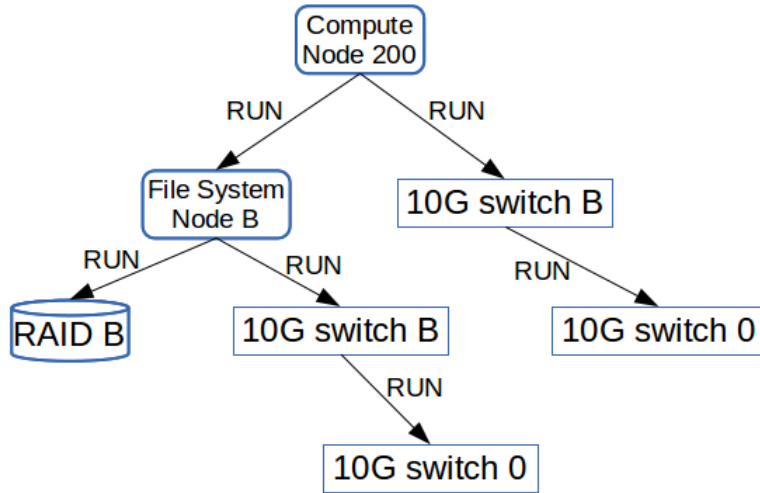 Compute
Node 200
RUN
RUN
File System
Node B
10G switch B
RUN
RUN
RUN
RAID B
10G switch B
10G switch 0
RUN
10G switch 0